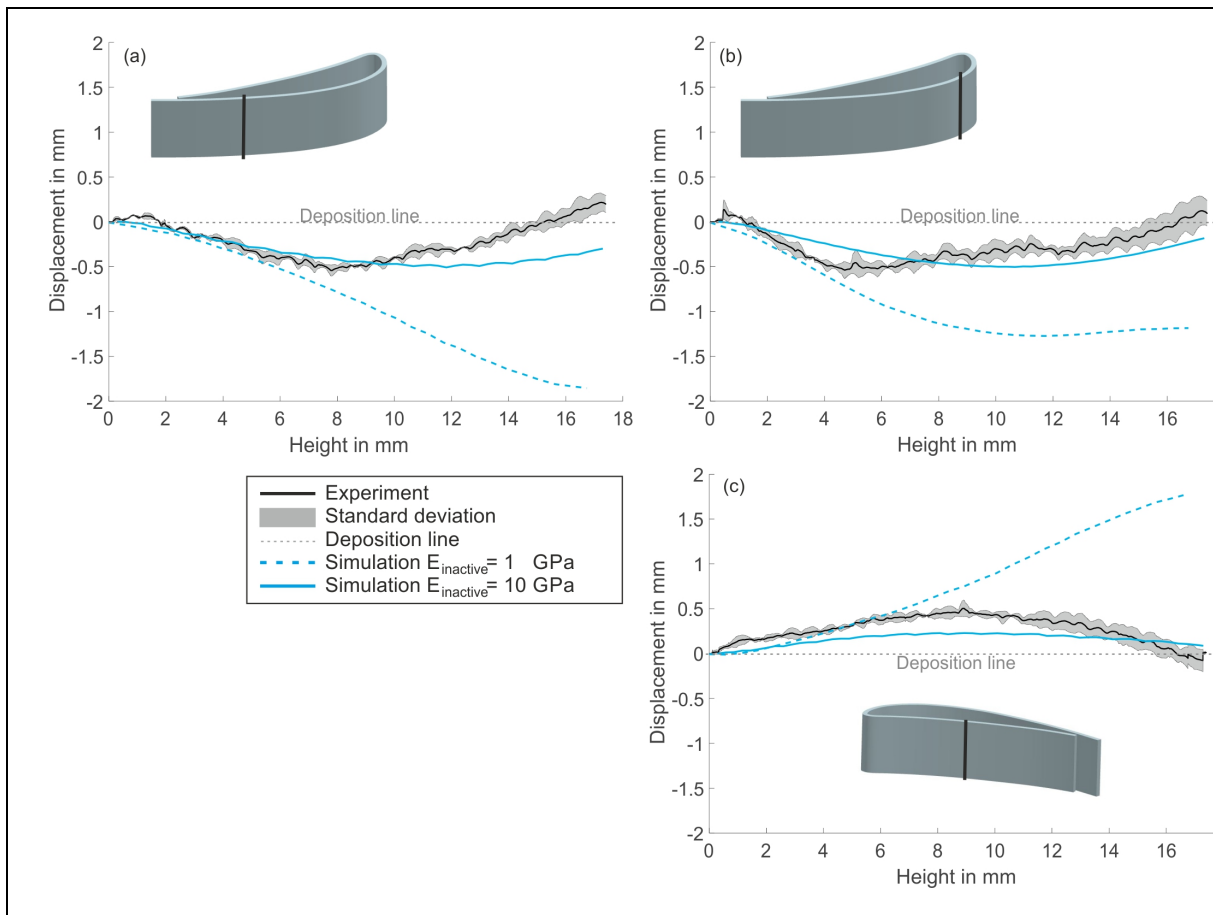 (a)
2
1.5
1
0.5
0
-0.5
-1
-1.5
-2
Displacement in mm
Deposition line
0 2 4 6 8 10 12 14 16 18
Height in mm
(b)
2
1.5
1
0.5
0
-0.5
-1
-1.5
-2
Displacement in mm
Deposition line
0 2 4 6 8 10 12 14 16
Height in mm
Experiment
Standard deviation
Deposition line
Simulation Einactive= 1 GPa
Simulation Einactive= 10 GPa
(c)
2
1.5
1
0.5
0
-0.5
-1
-1.5
-2
Displacement in mm
Deposition line
0 2 4 6 8 10 12 14 16
Height in mm